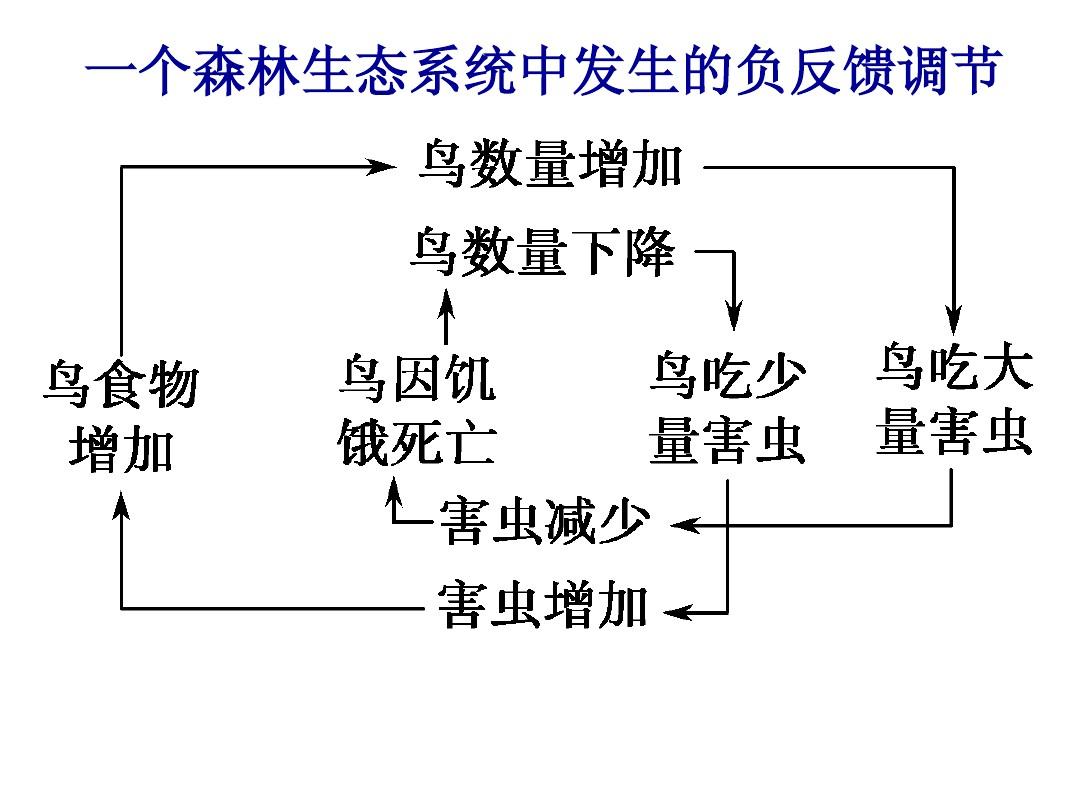 一个森林生态系统中发生的负反馈调节
鸟数量增加
鸟数量下降
鸟食物
增加
鸟因饥
饿死亡
鸟吃少
量害虫
鸟吃大
量害虫
害虫减少
害虫增加